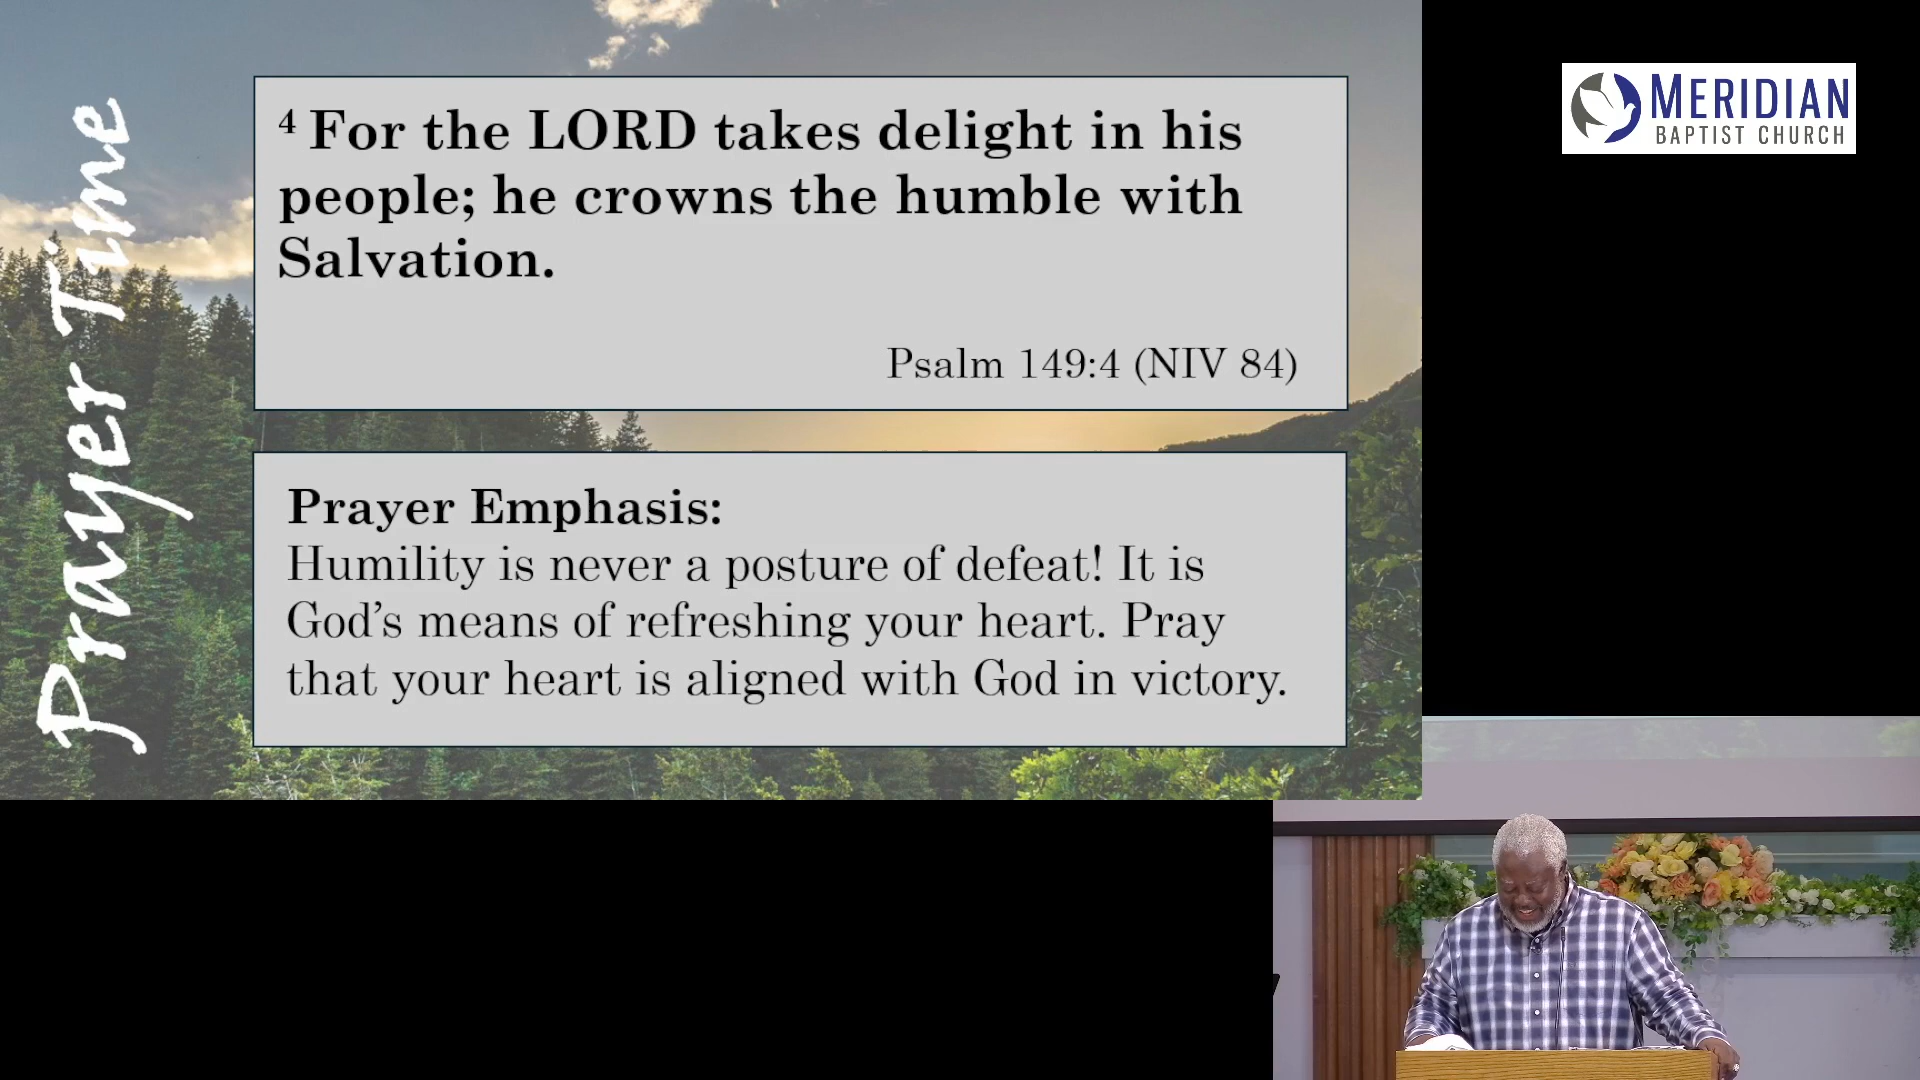 Prayer Time
4 For the LORD takes delight in his
people; he crowns the humble with
Salvation.
Psalm 149:4 (NIV 84)
Prayer Emphasis:
Humility is never a posture of defeat! It is
God’s means of refreshing your heart. Pray
that your heart is aligned with God in victory.
MERIDIAN
BAPTIST CHURCH